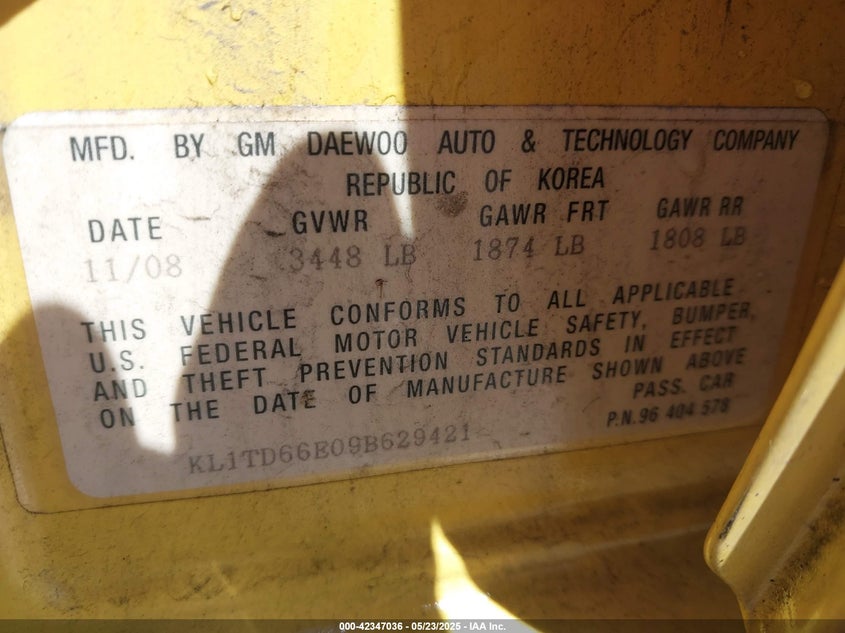 MFD. BY GM DAEWOO AUTO & TECHNOLOGY COMPANY
REPUBLIC OF KOREA
DATE GVWR GAWR FRT GAWR RR
11/08 3448 LB 1874 LB 1808 LB
THIS VEHICLE CONFORMS TO ALL APPLICABLE
U.S. FEDERAL MOTOR VEHICLE SAFETY, BUMPER,
AND THEFT PREVENTION STANDARDS IN EFFECT
ON THE DATE OF MANUFACTURE SHOWN ABOVE
PASS. CAR
P.N.96 404 578
KL1TD66E09B629421
000-42347036 - 05/23/2025 - IAA Inc.